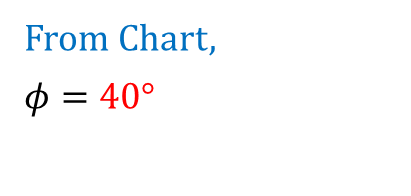 From Chart,
ϕ = 40°